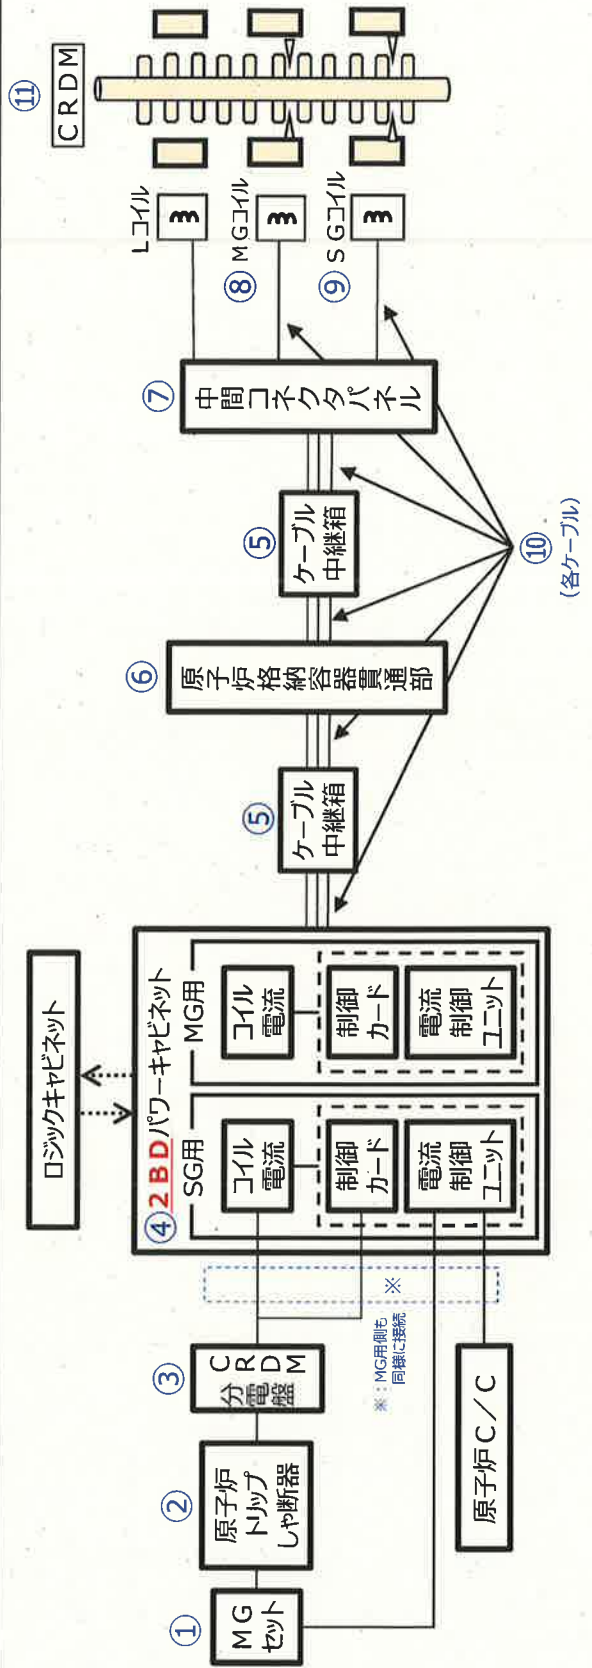 ①
MG
セット
②
原子炉
トリップ
しゃ断器
③
CRDM
分電盤
原子炉C/C
※
※：MG用側も
同様に接続
ロジックキャビネット
④2BDパワーキャビネット
SG用
コイル
電流
制御
カード
電流
制御
ユニット
MG用
コイル
電流
制御
カード
電流
制御
ユニット
⑤
ケーブル
中継箱
⑥
原子炉格納容器貫通部
⑤
ケーブル
中継箱
⑦
中間コネクタパネル
⑩
(各ケーブル)
Lコイル
⑧
MGコイル
⑨
SGコイル
⑪
CRDM